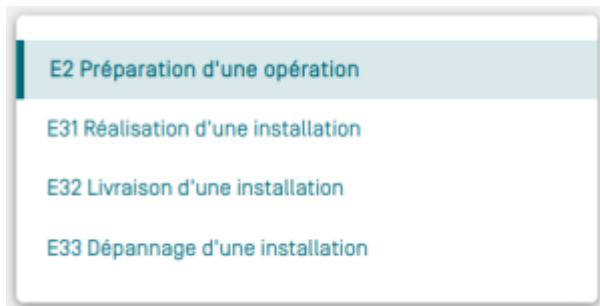 E2 Préparation d'une opération
E31 Réalisation d'une installation
E32 Livraison d'une installation
E33 Dépannage d'une installation